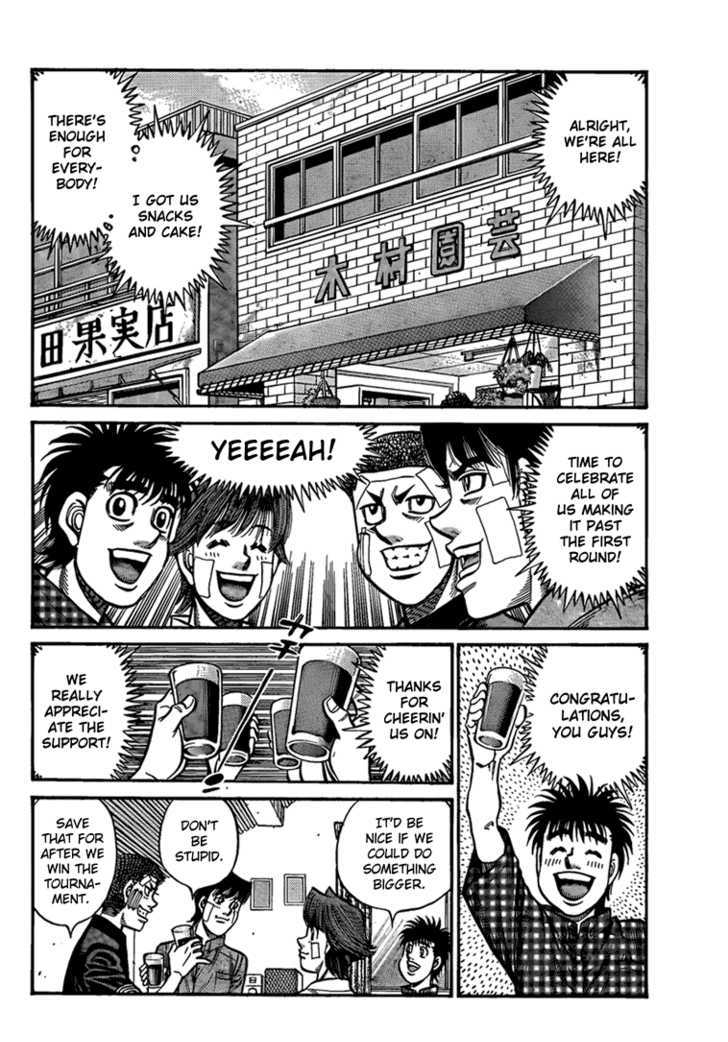 ALRIGHT,
WE'RE ALL
HERE!
I GOT US
SNACKS
AND CAKE!
THERE'S
ENOUGH
FOR
EVERY-
BODY!
木村園芸
田果実店
TIME TO
CELEBRATE
ALL OF
US MAKING
IT PAST
THE FIRST
ROUND!
YEEEEAH!
CONGRATU-
LATIONS,
YOU GUYS!
THANKS
FOR
CHEERIN'
US ON!
カチ
WE
REALLY
APPRECI-
ATE THE
SUPPORT!
IT'D BE
NICE IF WE
COULD DO
SOMETHING
BIGGER.
DON'T
BE
STUPID.
SAVE
THAT FOR
AFTER WE
WIN THE
TOURNA-
MENT.